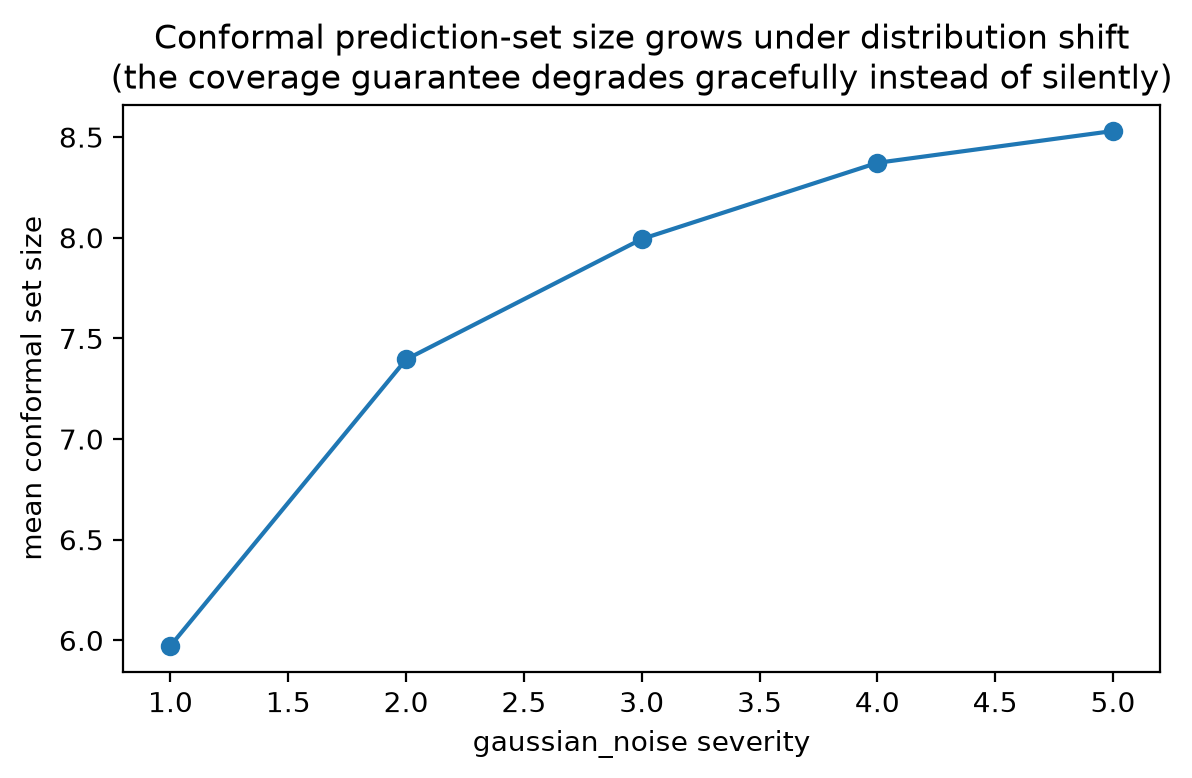 Conformal prediction-set size grows under distribution shift
(the coverage guarantee degrades gracefully instead of silently)
mean conformal set size
8.5
8.0
7.5
7.0
6.5
6.0
1.0 1.5 2.0 2.5 3.0 3.5 4.0 4.5 5.0
gaussian_noise severity